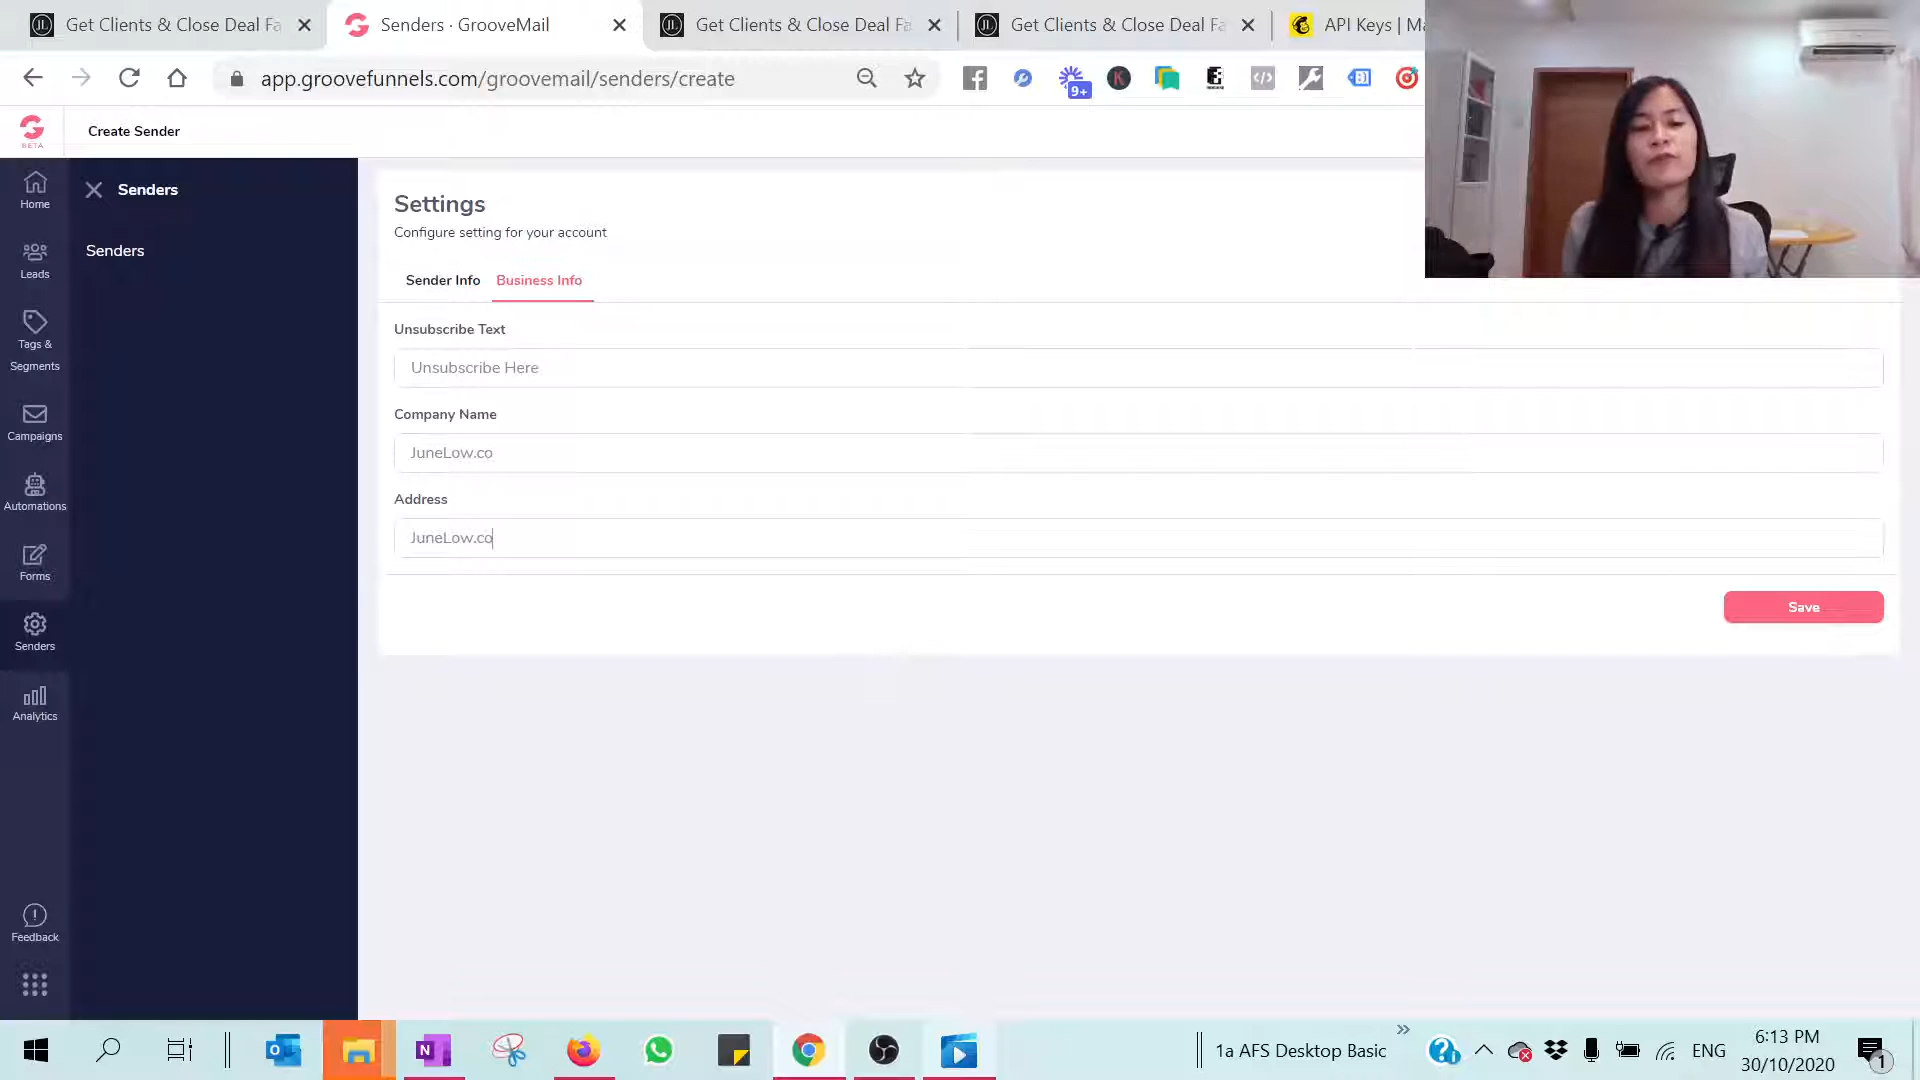 Get Clients & Close Deal Fa
Senders · GrooveMail
Get Clients & Close Deal Fa
Get Clients & Close Deal Fa
API Keys | Ma
app.groovefunnels.com/groovemail/senders/create
9+
BETA
Create Sender
Home
Leads
Tags &
Segments
Campaigns
Automations
Forms
Senders
Analytics
Feedback
Senders
Senders
Settings
Configure setting for your account
Sender Info
Business Info
Unsubscribe Text
Unsubscribe Here
Company Name
JuneLow.co
Address
JuneLow.co
Save
1a AFS Desktop Basic
ENG
6:13 PM
30/10/2020
1